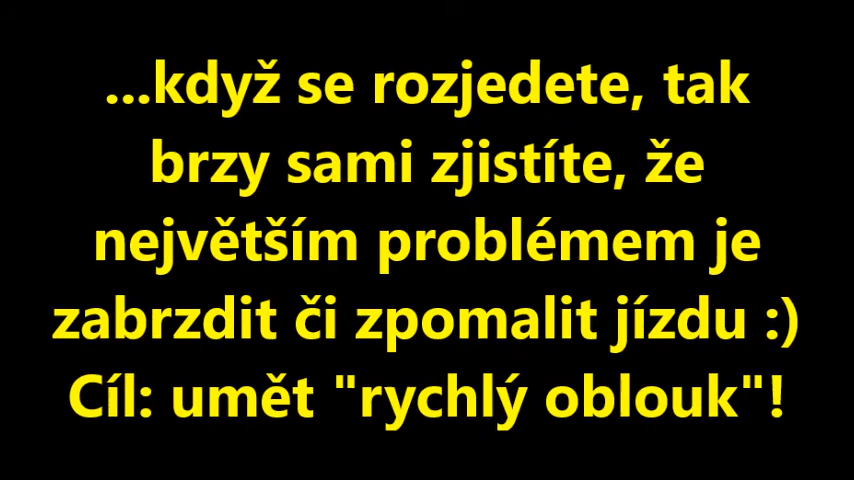 ...když se rozjedete, tak
brzy sami zjistíte, že
největším problémem je
zabrzdit či zpomalit jízdu :)
Cíl: umět "rychlý oblouk"!